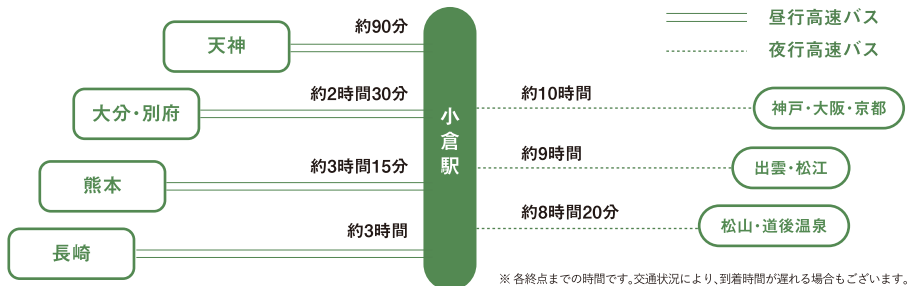 昼行高速バス
夜行高速バス
天神
約90分
大分・別府
約2時間30分
熊本
約3時間15分
長崎
約3時間
小倉駅
約10時間
神戸・大阪・京都
約9時間
出雲・松江
約8時間20分
松山・道後温泉
※ 各終点までの時間です。交通状況により、到着時間が遅れる場合もございます。